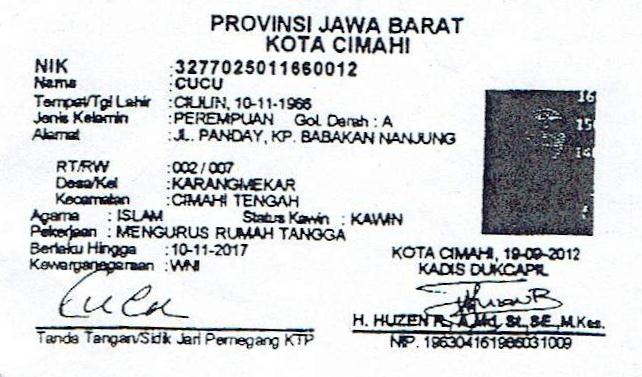 PROVINSI JAWA BARAT
KOTA CIMAHI
NIK : 3277025011660012
Nama : CUCU
Tempat/Tgl Lahir : CILILIN, 10-11-1966
Jenis Kelamin : PEREMPUAN Gol. Darah : A
Alamat : JL. PANDAY, KP. BABAKAN NANJUNG
RT/RW : 002 / 007
Desa/Kel : KARANGMEKAR
Kecamatan : CIMAHI TENGAH
Agama : ISLAM Status Kawin : KAWIN
Pekerjaan : MENGURUS RUMAH TANGGA
Berlaku Hingga : 10-11-2017
Kewarganegaraan : WNI
KOTA CIMAHI, 19-09-2012
KADIS DUKCAPIL
Cucu
H. HUZEN R., A.Md, St, SE.,M.Kes.
Tanda Tangan/Sidik Jari Pemegang KTP
NIP. 196304161986031009
16
15
14